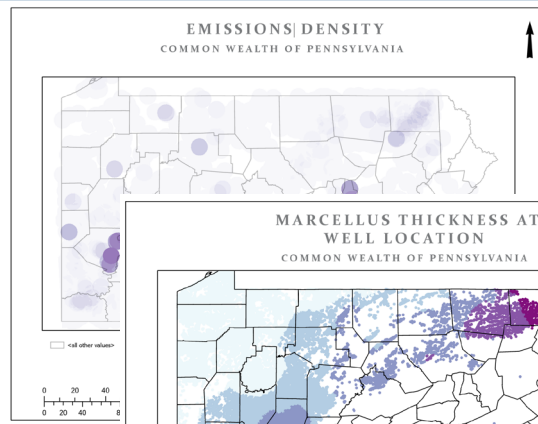 EMISSIONS| DENSITY
COMMON WEALTH OF PENNSYLVANIA
<all other values>
0 20 40
0 20 40 60 8
MARCELLUS THICKNESS AT
WELL LOCATION
COMMON WEALTH OF PENNSYLVANIA